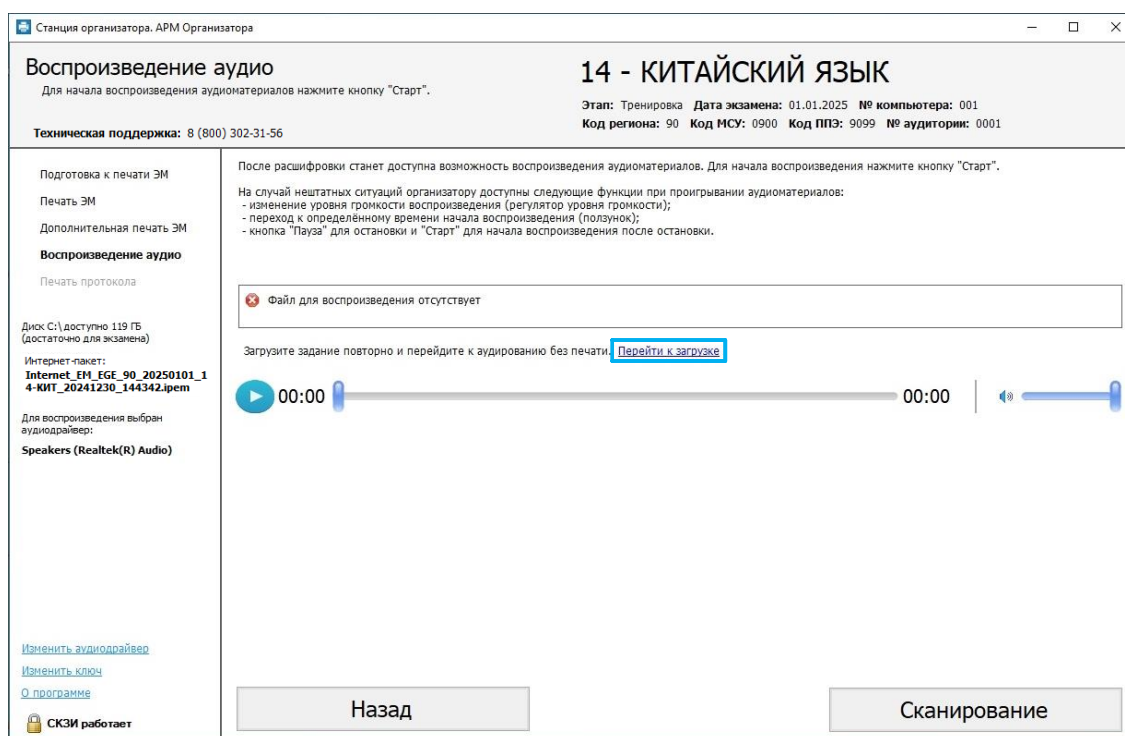 Станция организатора. АРМ Организатора
Воспроизведение аудио
Для начала воспроизведения аудиоматериалов нажмите кнопку "Старт".
Техническая поддержка: 8 (800) 302-31-56
14 - КИТАЙСКИЙ ЯЗЫК
Этап: Тренировка Дата экзамена: 01.01.2025 № компьютера: 001
Код региона: 90 Код МСУ: 0900 Код ППЭ: 9099 № аудитории: 0001
Подготовка к печати ЭМ
Печать ЭМ
Дополнительная печать ЭМ
Воспроизведение аудио
Печать протокола
Диск C:\ доступно 119 ГБ
(достаточно для экзамена)
Интернет-пакет:
Internet_EM_EGE_90_20250101_1
4-КИТ_20241230_144342.ipem
Для воспроизведения выбран
аудиодрайвер:
Speakers (Realtek(R) Audio)
Изменить аудиодрайвер
Изменить ключ
О программе
СКЗИ работает
После расшифровки станет доступна возможность воспроизведения аудиоматериалов. Для начала воспроизведения нажмите кнопку "Старт".
На случай нештатных ситуаций организатору доступны следующие функции при проигрывании аудиоматериалов:
- изменение уровня громкости воспроизведения (регулятор уровня громкости);
- переход к определённому времени начала воспроизведения (ползунок);
- кнопка "Пауза" для остановки и "Старт" для начала воспроизведения после остановки.
Файл для воспроизведения отсутствует
Загрузите задание повторно и перейдите к аудированию без печати. Перейти к загрузке
00:00 00:00
Назад
Сканирование